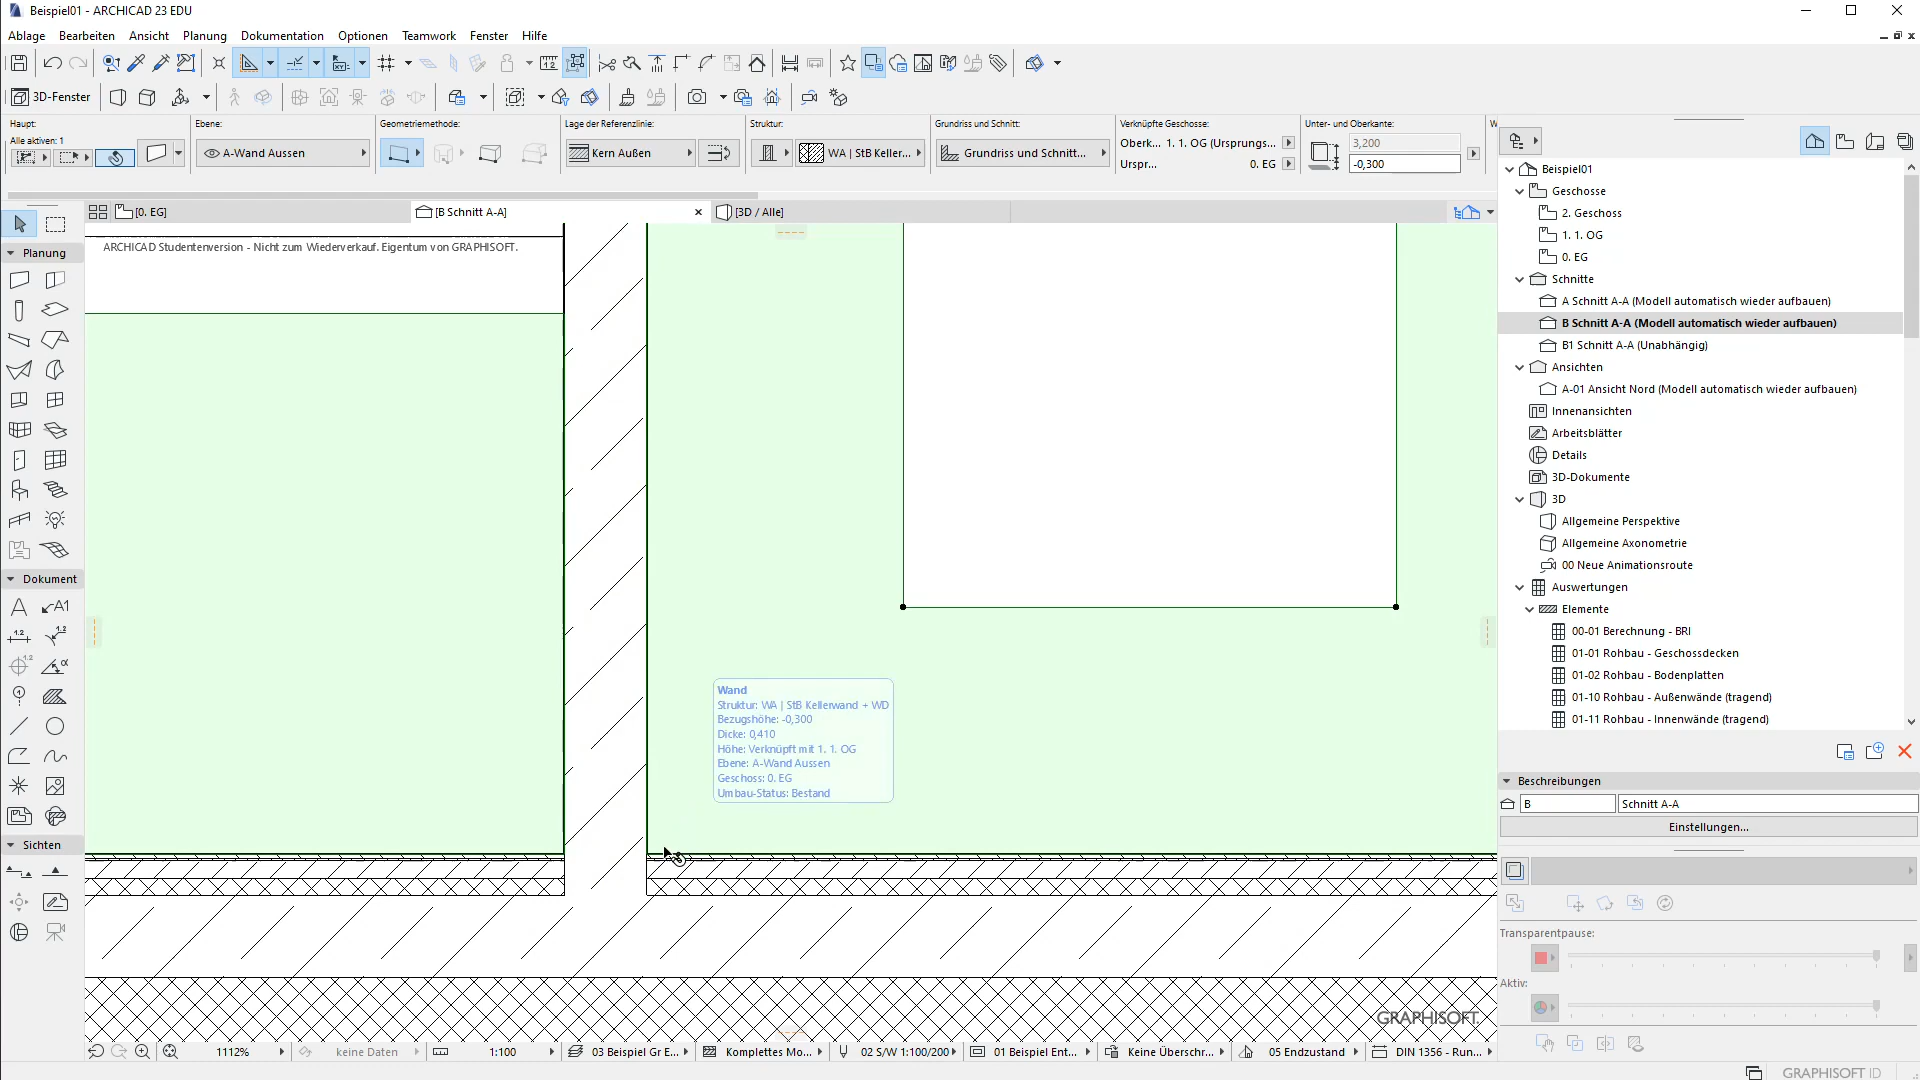 Beispiel01 - ARCHICAD 23 EDU
Ablage Bearbeiten Ansicht Planung Dokumentation Optionen Teamwork Fenster Hilfe
3D-Fenster
Haupt:
Alle aktiven: 1
Ebene:
A-Wand Aussen
Geometriemethode:
Lage der Referenzlinie:
Kern Außen
Struktur:
WA | StB Keller...
Grundriss und Schnitt:
Grundriss und Schnitt...
Verknüpfte Geschosse:
Oberk... 1. 1. OG (Ursprungs...
Urspr... 0. EG
Unter- und Oberkante:
3,200
-0,300
[0. EG]
[B Schnitt A-A]
[3D / Alle]
Planung
Dokument
Sichten
ARCHICAD Studentenversion - Nicht zum Wiederverkauf. Eigentum von GRAPHISOFT.
Wand
Struktur: WA | StB Kellerwand + WD
Bezugshöhe: -0,300
Dicke: 0,410
Höhe: Verknüpft mit 1. 1. OG
Ebene: A-Wand Aussen
Geschoss: 0. EG
Umbau-Status: Bestand
GRAPHISOFT.
Beispiel01
Geschosse
2. Geschoss
1. 1. OG
0. EG
Schnitte
A Schnitt A-A (Modell automatisch wieder aufbauen)
B Schnitt A-A (Modell automatisch wieder aufbauen)
B1 Schnitt A-A (Unabhängig)
Ansichten
A-01 Ansicht Nord (Modell automatisch wieder aufbauen)
Innenansichten
Arbeitsblätter
Details
3D-Dokumente
3D
Allgemeine Perspektive
Allgemeine Axonometrie
00 Neue Animationsroute
Auswertungen
Elemente
00-01 Berechnung - BRI
01-01 Rohbau - Geschossdecken
01-02 Rohbau - Bodenplatten
01-10 Rohbau - Außenwände (tragend)
01-11 Rohbau - Innenwände (tragend)
Beschreibungen
B
Schnitt A-A
Einstellungen...
Transparentpause:
Aktiv:
1112%
keine Daten
1:100
03 Beispiel Gr E...
Komplettes Mo...
02 S/W 1:100/200
01 Beispiel Ent...
Keine Überschr...
05 Endzustand
DIN 1356 - Run...
GRAPHISOFT ID